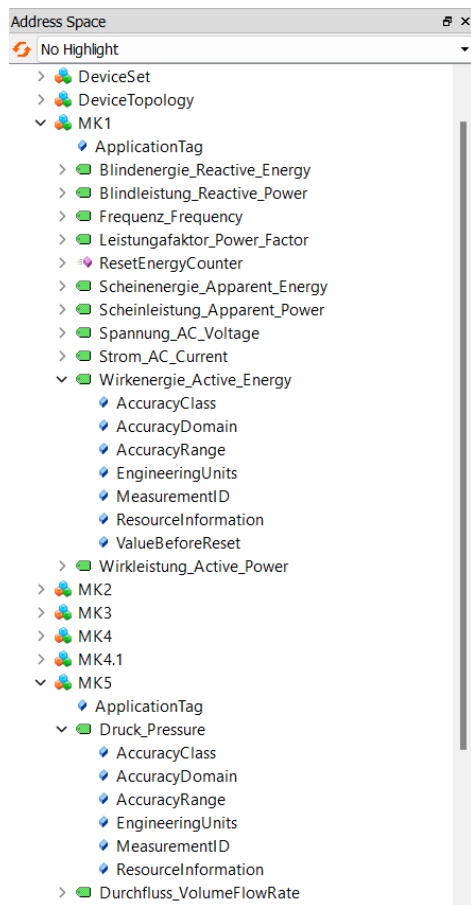 Address Space
No Highlight
DeviceSet
DeviceTopology
MK1
ApplicationTag
Blindenergie_Reactive_Energy
Blindleistung_Reactive_Power
Frequenz_Frequency
Leistungafaktor_Power_Factor
ResetEnergyCounter
Scheinenergie_Apparent_Energy
Scheinleistung_Apparent_Power
Spannung_AC_Voltage
Strom_AC_Current
Wirkenergie_Active_Energy
AccuracyClass
AccuracyDomain
AccuracyRange
EngineeringUnits
MeasurementID
ResourceInformation
ValueBeforeReset
Wirkleistung_Active_Power
MK2
MK3
MK4
MK4.1
MK5
ApplicationTag
Druck_Pressure
AccuracyClass
AccuracyDomain
AccuracyRange
EngineeringUnits
MeasurementID
ResourceInformation
Durchfluss_VolumeFlowRate